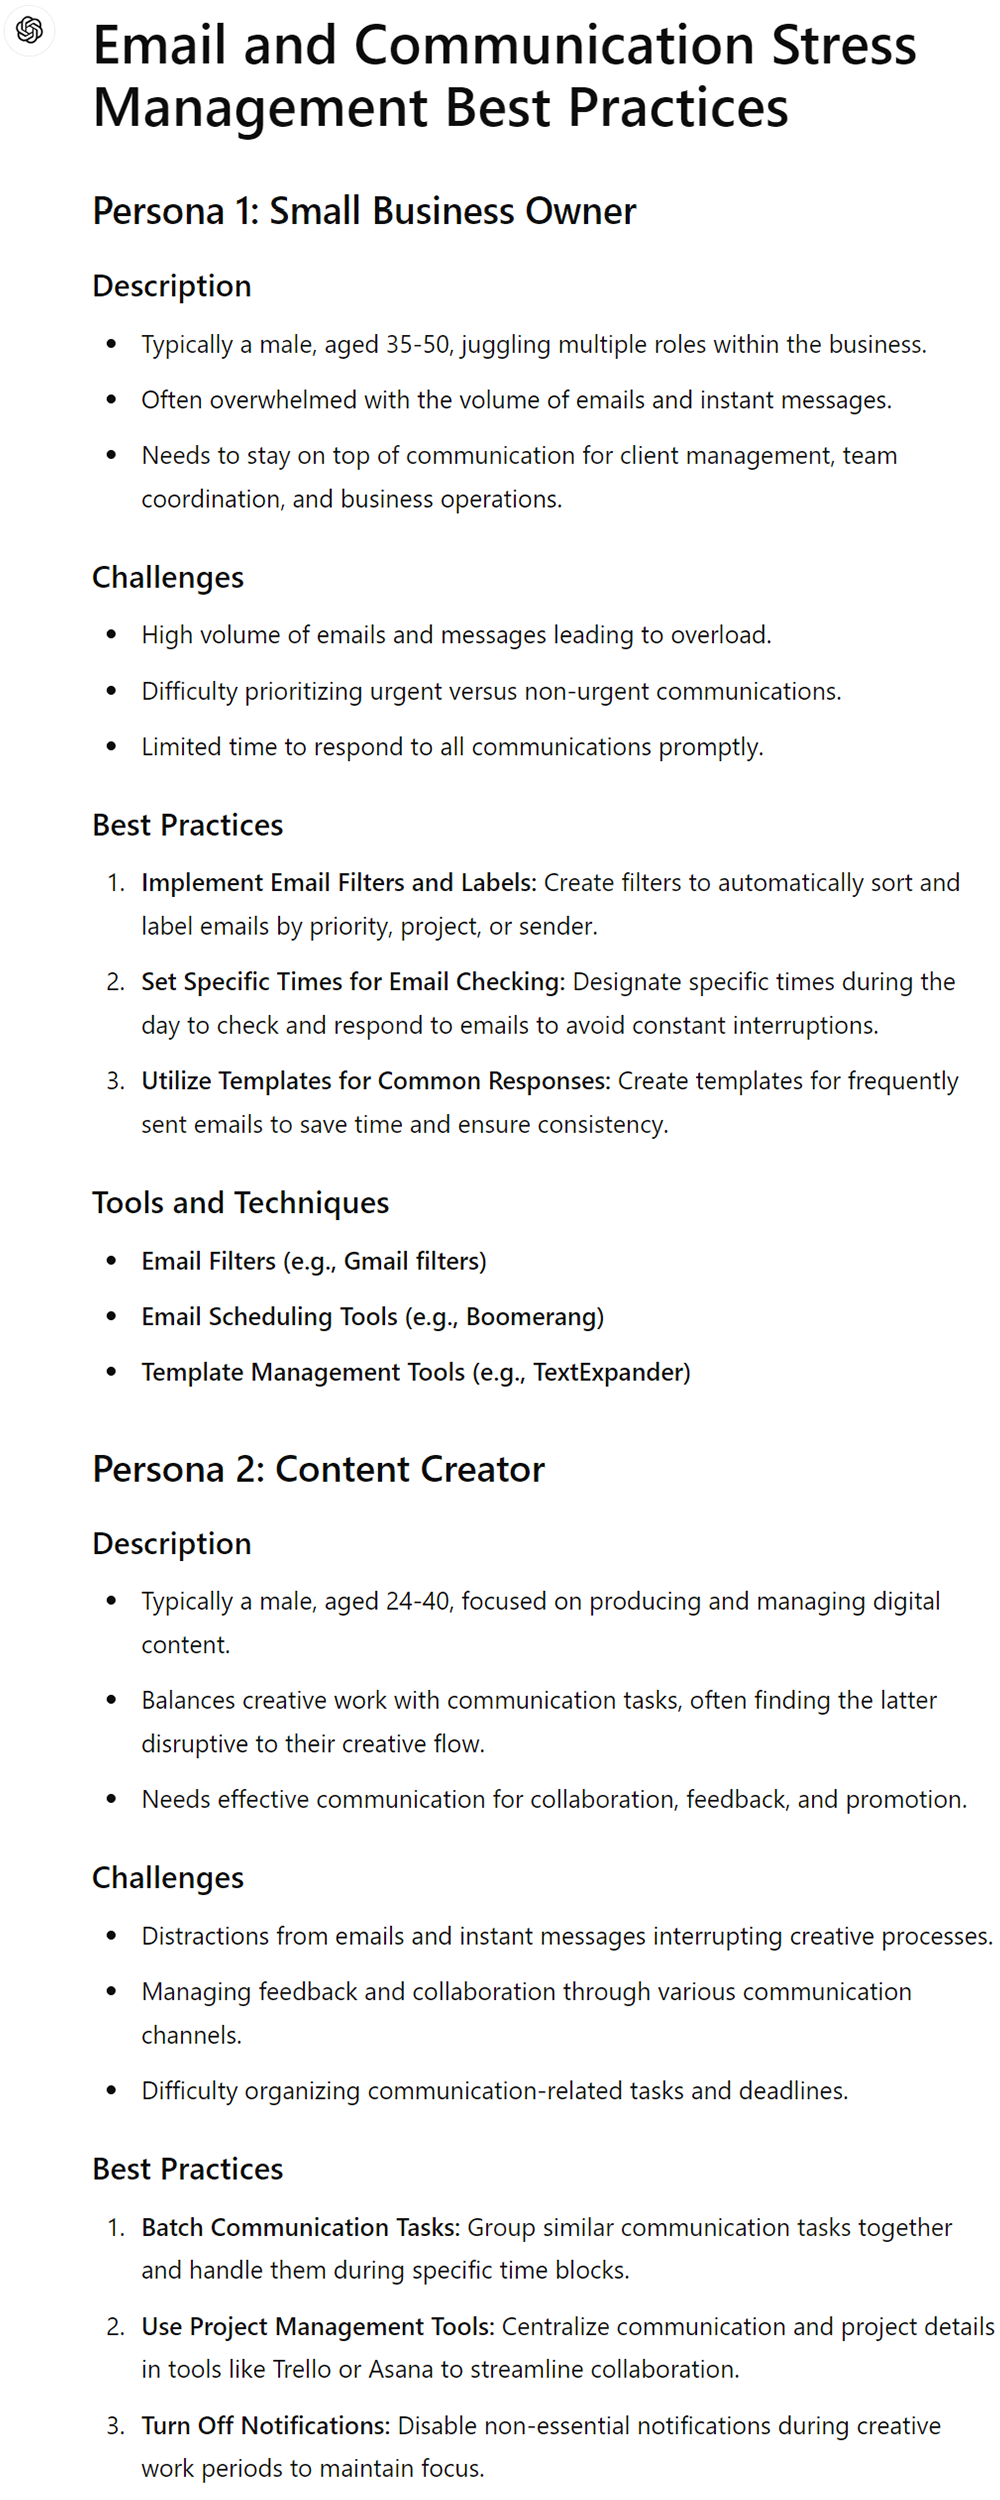 Email and Communication Stress
Management Best Practices
Persona 1: Small Business Owner
Description
• Typically a male, aged 35-50, juggling multiple roles within the business.
• Often overwhelmed with the volume of emails and instant messages.
• Needs to stay on top of communication for client management, team
coordination, and business operations.
Challenges
• High volume of emails and messages leading to overload.
• Difficulty prioritizing urgent versus non-urgent communications.
• Limited time to respond to all communications promptly.
Best Practices
1. Implement Email Filters and Labels: Create filters to automatically sort and
label emails by priority, project, or sender.
2. Set Specific Times for Email Checking: Designate specific times during the
day to check and respond to emails to avoid constant interruptions.
3. Utilize Templates for Common Responses: Create templates for frequently
sent emails to save time and ensure consistency.
Tools and Techniques
• Email Filters (e.g., Gmail filters)
• Email Scheduling Tools (e.g., Boomerang)
• Template Management Tools (e.g., TextExpander)
Persona 2: Content Creator
Description
• Typically a male, aged 24-40, focused on producing and managing digital
content.
• Balances creative work with communication tasks, often finding the latter
disruptive to their creative flow.
• Needs effective communication for collaboration, feedback, and promotion.
Challenges
• Distractions from emails and instant messages interrupting creative processes.
• Managing feedback and collaboration through various communication
channels.
• Difficulty organizing communication-related tasks and deadlines.
Best Practices
1. Batch Communication Tasks: Group similar communication tasks together
and handle them during specific time blocks.
2. Use Project Management Tools: Centralize communication and project details
in tools like Trello or Asana to streamline collaboration.
3. Turn Off Notifications: Disable non-essential notifications during creative
work periods to maintain focus.